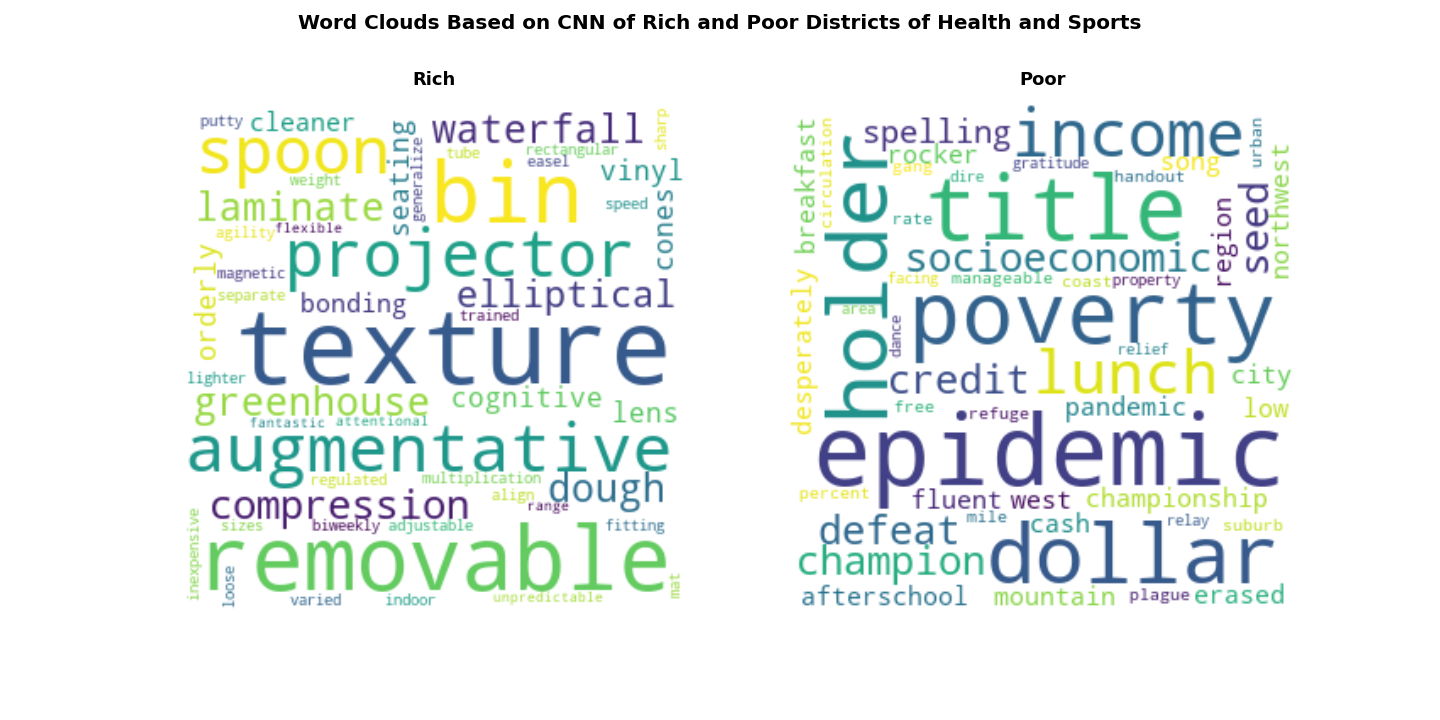 Word Clouds Based on CNN of Rich and Poor Districts of Health and Sports
Rich
putty
cleaner
spoon
weight
laminate
seating
generalize
waterfall
tube
rectangular
easel
sharp
bin
vinyl
speed
cones
agility
flexible
projector
orderly
magnetic
separate
bonding
elliptical
trained
texture
lighter
greenhouse
cognitive
lens
fantastic
attentional
augmentative
regulated
multiplication
align
dough
compression
range
sizes
biweekly
adjustable
fitting
inexpensive
removable
loose
mat
varied
indoor
unpredictable
Poor
breakfast
circulation
spelling
income
urban
rocker
gang
gratitude
song
dire
handout
northwest
holder
title
rate
seed
region
socioeconomic
facing
manageable
coast
property
desperately
area
poverty
dance
relief
credit
lunch
city
free
refuge
pandemic
low
epidemic
percent
fluent
west
championship
defeat
mile
cash
relay
suburb
champion
dollar
afterschool
mountain
plague
erased